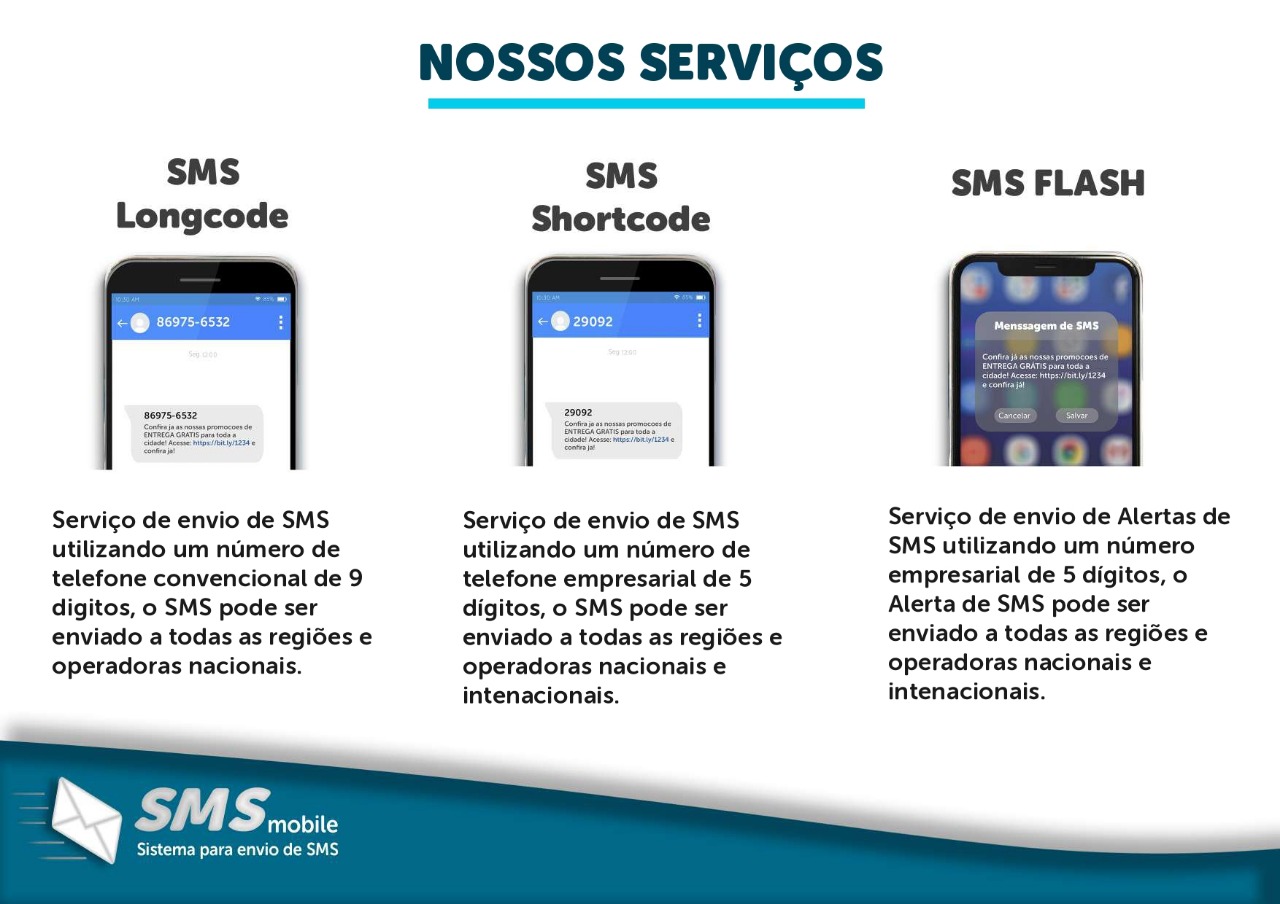 NOSSOS SERVIÇOS
SMS
Longcode
10:30 AM
85%
86975-6532
Seg 12:00
86975-6532
Confira ja as nossas promocoes de
ENTREGA GRATIS para toda a
cidade! Acesse: https://bit.ly/1234 e
confira ja!
Serviço de envio de SMS
utilizando um número de
telefone convencional de 9
digitos, o SMS pode ser
enviado a todas as regiões e
operadoras nacionais.
SMS
Shortcode
10:30 AM
85%
29092
Seg 12:00
29092
Confira ja as nossas promocoes de
ENTREGA GRATIS para toda a
cidade! Acesse: https://bit.ly/1234 e
confira ja!
Serviço de envio de SMS
utilizando um número de
telefone empresarial de 5
dígitos, o SMS pode ser
enviado a todas as regiões e
operadoras nacionais e
intenacionais.
SMS FLASH
Menssagem de SMS
Confira já as nossas promocoes de
ENTREGA GRÁTIS para toda a
cidade! Acesse: https://bit.ly/1234
e confira já!
Cancelar
Salvar
Serviço de envio de Alertas de
SMS utilizando um número
empresarial de 5 dígitos, o
Alerta de SMS pode ser
enviado a todas as regiões e
operadoras nacionais e
intenacionais.
SMS mobile
Sistema para envio de SMS